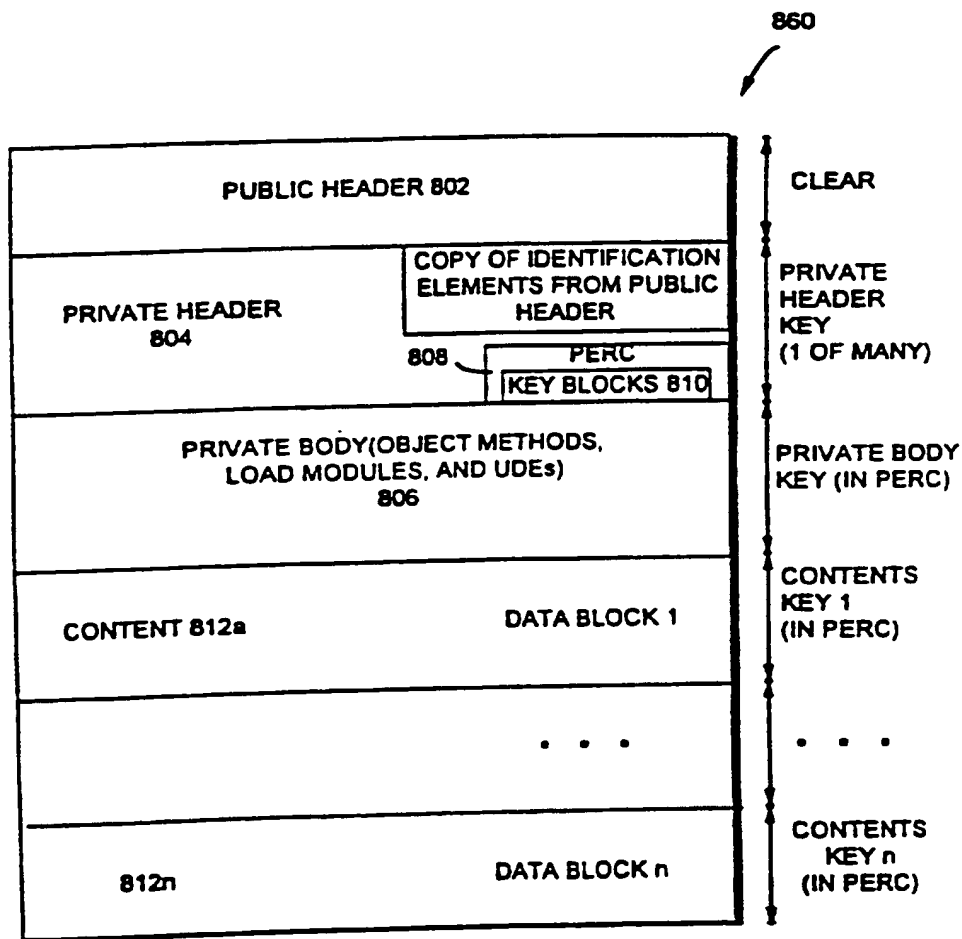 860
PUBLIC HEADER 802
CLEAR
COPY OF IDENTIFICATION
ELEMENTS FROM PUBLIC
HEADER
PRIVATE HEADER
804
PRIVATE
HEADER
KEY
(1 OF MANY)
808
PERC
KEY BLOCKS 810
PRIVATE BODY(OBJECT METHODS,
LOAD MODULES, AND UDEs)
806
PRIVATE BODY
KEY (IN PERC)
CONTENT 812a
DATA BLOCK 1
CONTENTS
KEY 1
(IN PERC)
. . .
. . .
812n
DATA BLOCK n
CONTENTS
KEY n
(IN PERC)